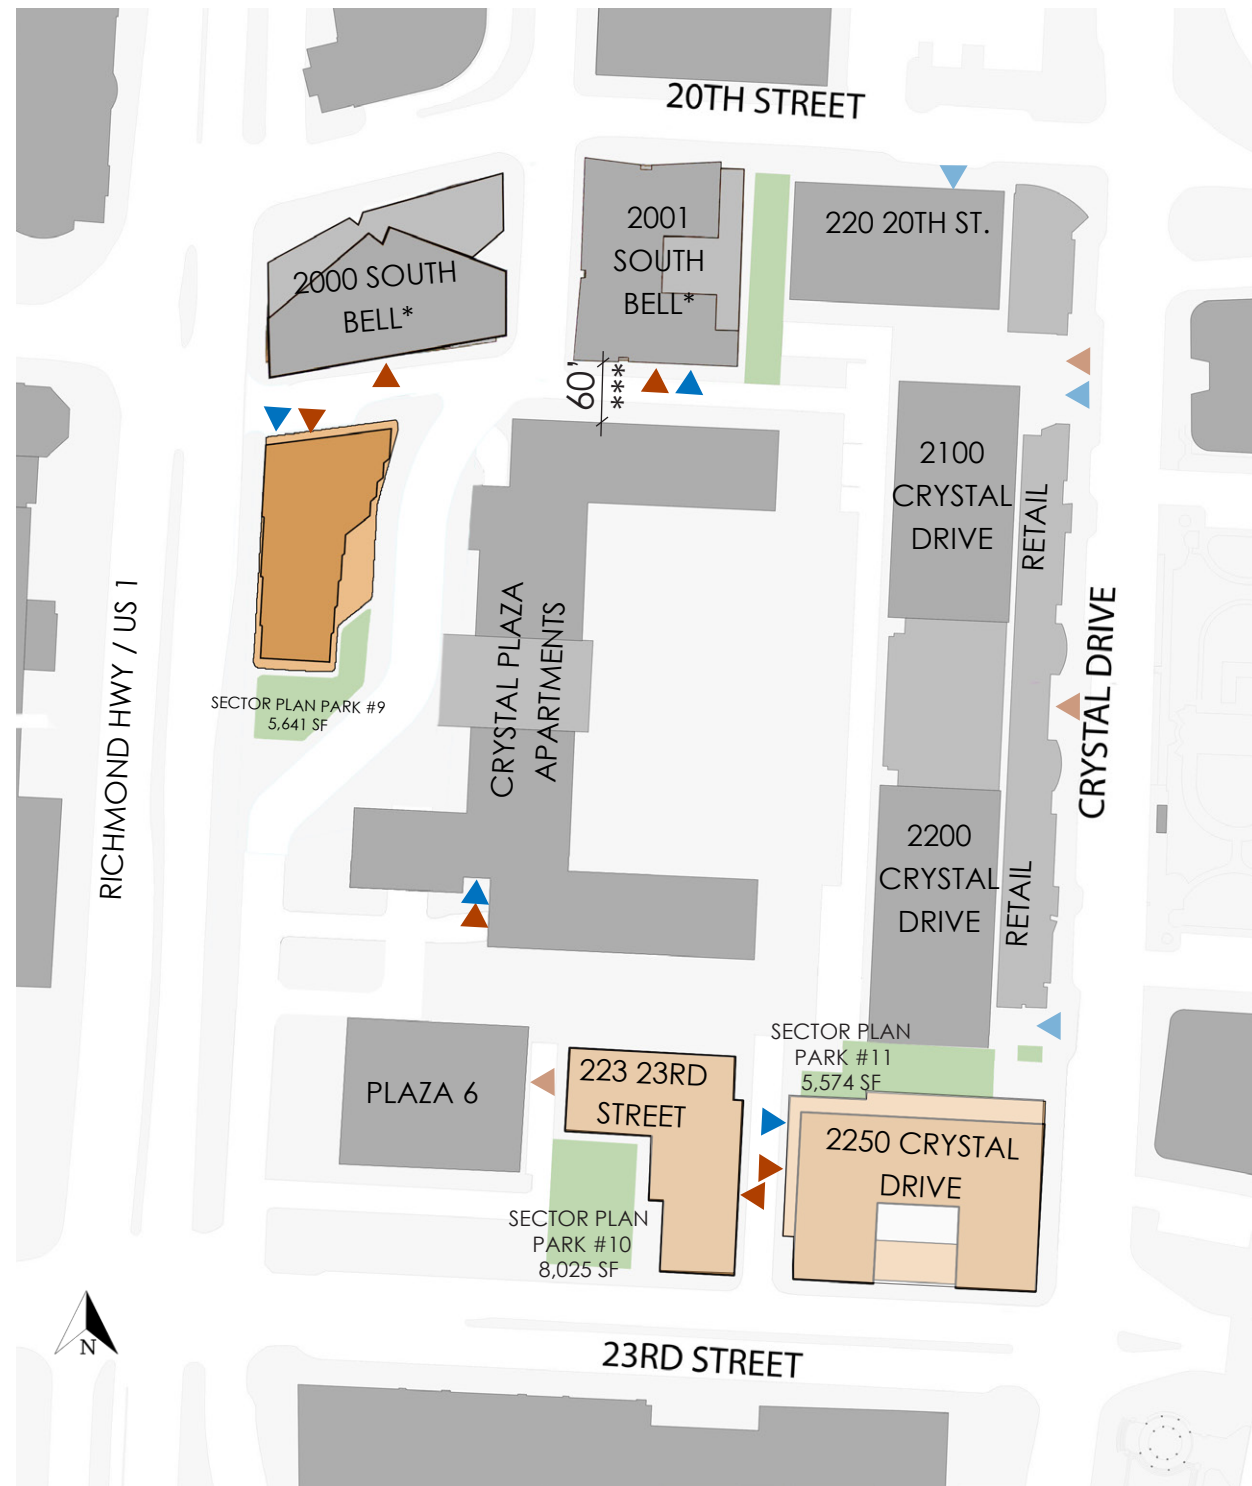 20TH STREET
2000 SOUTH
BELL*
2001
SOUTH
BELL*
220 20TH ST.
60'
***
2100
CRYSTAL
DRIVE
RETAIL
RICHMOND HWY / US 1
SECTOR PLAN PARK #9
5,641 SF
CRYSTAL PLAZA
APARTMENTS
CRYSTAL DRIVE
2200
CRYSTAL
DRIVE
RETAIL
SECTOR PLAN
PARK #11
5,574 SF
PLAZA 6
223 23RD
STREET
2250 CRYSTAL
DRIVE
SECTOR PLAN
PARK #10
8,025 SF
N
23RD STREET